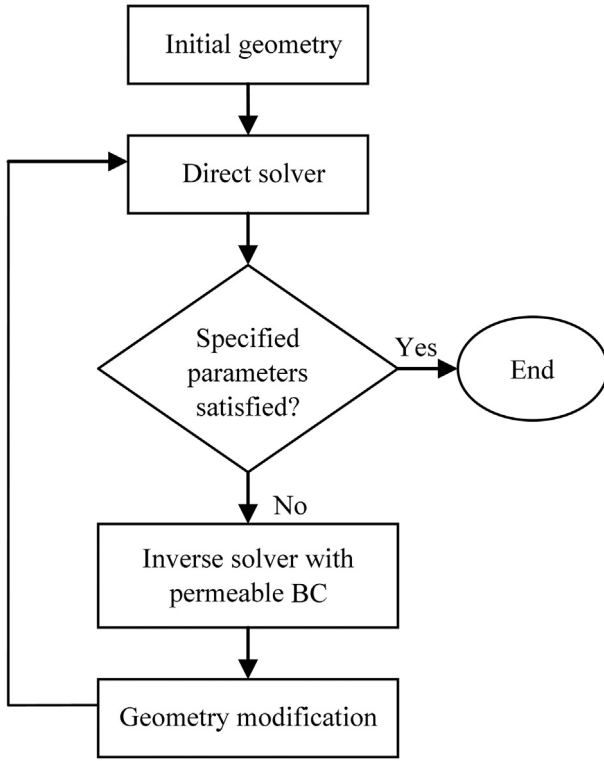 Initial geometry
Direct solver
Specified
parameters
satisfied?
Yes
End
No
Inverse solver with
permeable BC
Geometry modification